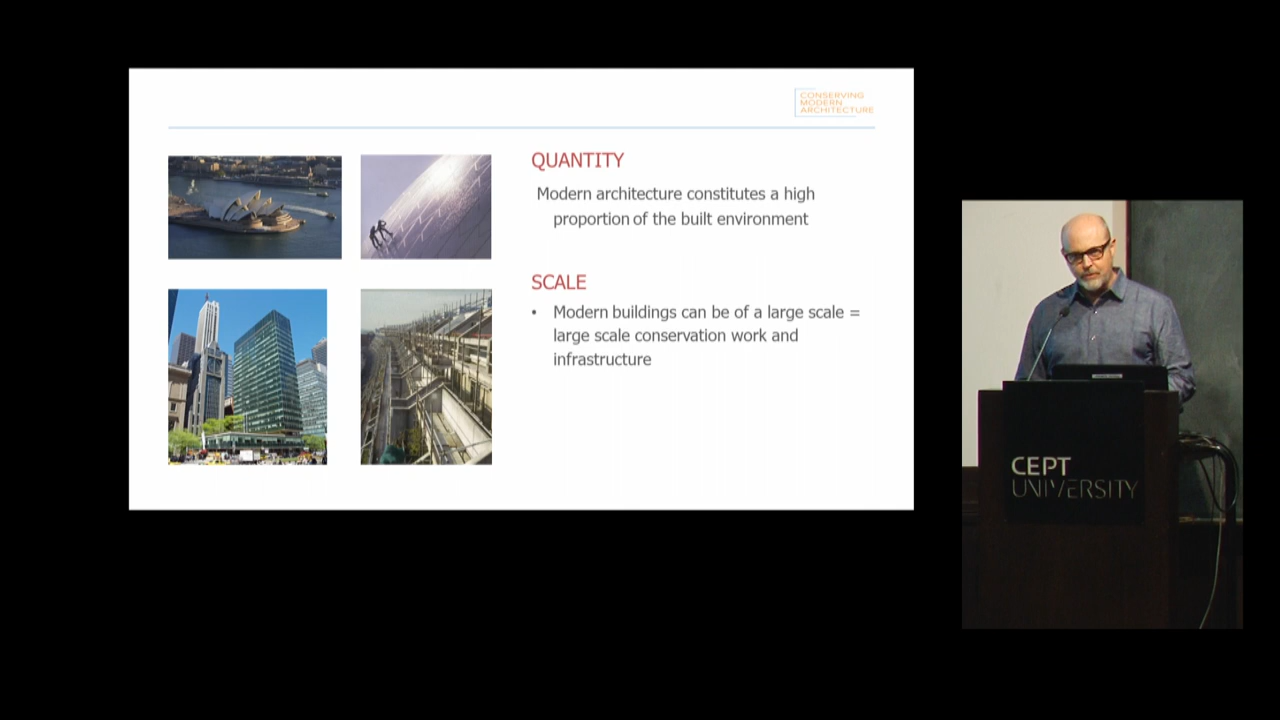 CONSERVING
MODERN
ARCHITECTURE
QUANTITY
Modern architecture constitutes a high
proportion of the built environment
SCALE
• Modern buildings can be of a large scale =
large scale conservation work and
infrastructure
CEPT
UNIVERSITY